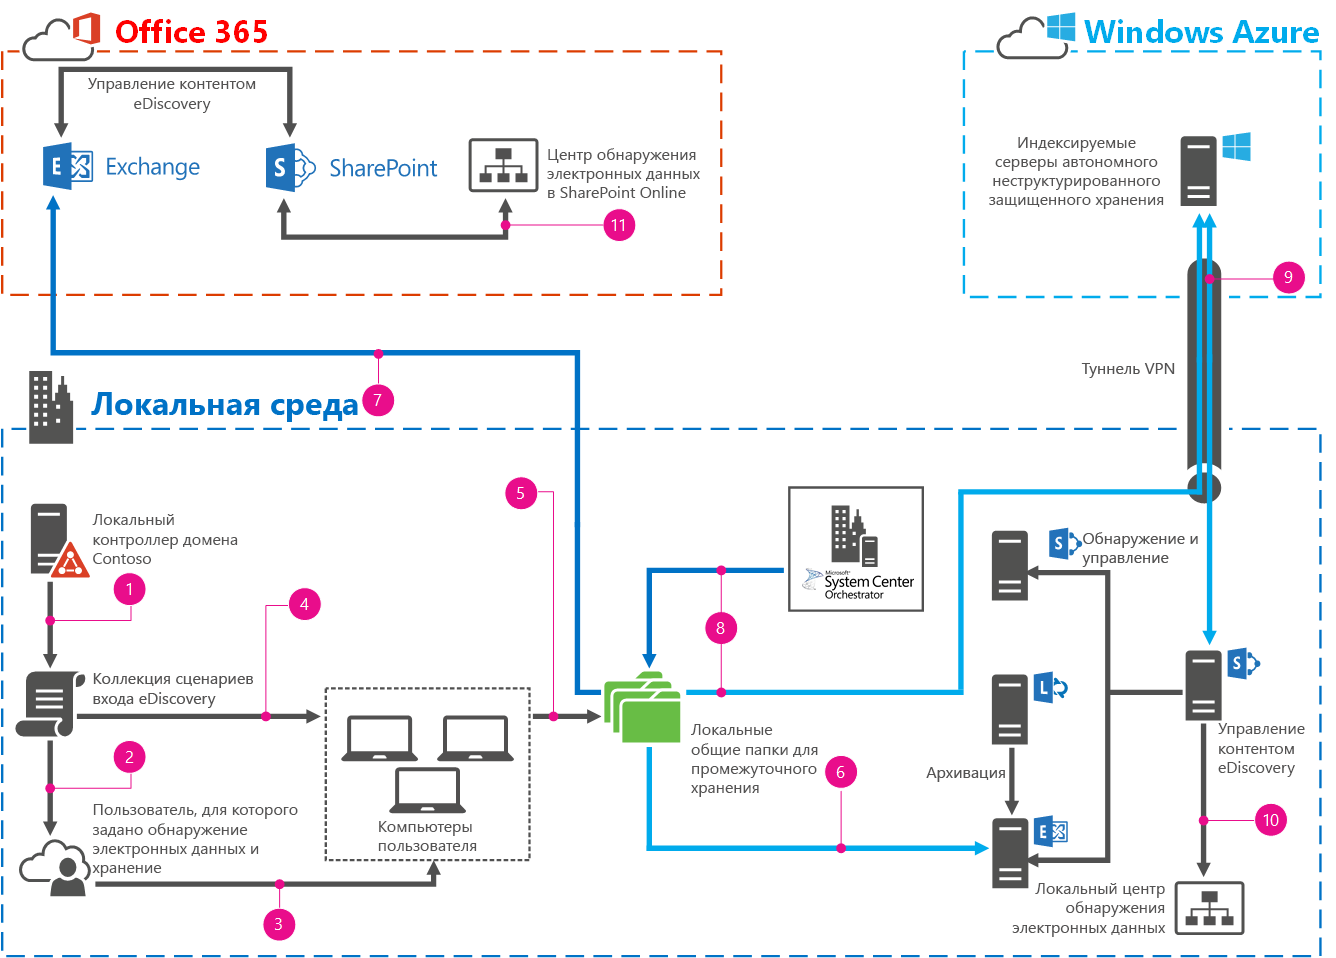 Office 365
Windows Azure
Управление контентом
eDiscovery
E
Exchange
S
SharePoint
Центр обнаружения
электронных данных
в SharePoint Online
11
Индексируемые
серверы автономного
неструктурированного
защищенного хранения
9
Туннель VPN
7
Локальная среда
Локальный
контроллер домена
Contoso
1
4
5
8
Microsoft
System Center
Orchestrator
S
Обнаружение и
управление
Коллекция сценариев
входа eDiscovery
2
Пользователь, для которого
задано обнаружение
электронных данных и
хранение
3
Компьютеры
пользователя
Локальные
общие папки для
промежуточного
хранения
6
L
Архивация
E
S
Управление
контентом
eDiscovery
10
Локальный центр
обнаружения
электронных данных